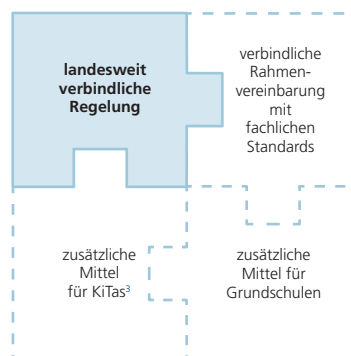 landesweit
verbindliche
Regelung
verbindliche
Rahmen-
vereinbarung
mit
fachlichen
Standards
zusätzliche
Mittel
für KiTas³
zusätzliche
Mittel für
Grundschulen